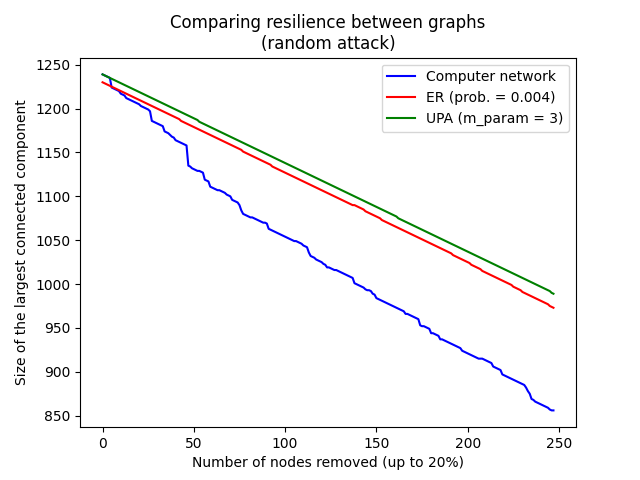 Comparing resilience between graphs
(random attack)
Computer network
ER (prob. = 0.004)
UPA (m_param = 3)
Size of the largest connected component
1250
1200
1150
1100
1050
1000
950
900
850
0 50 100 150 200 250
Number of nodes removed (up to 20%)